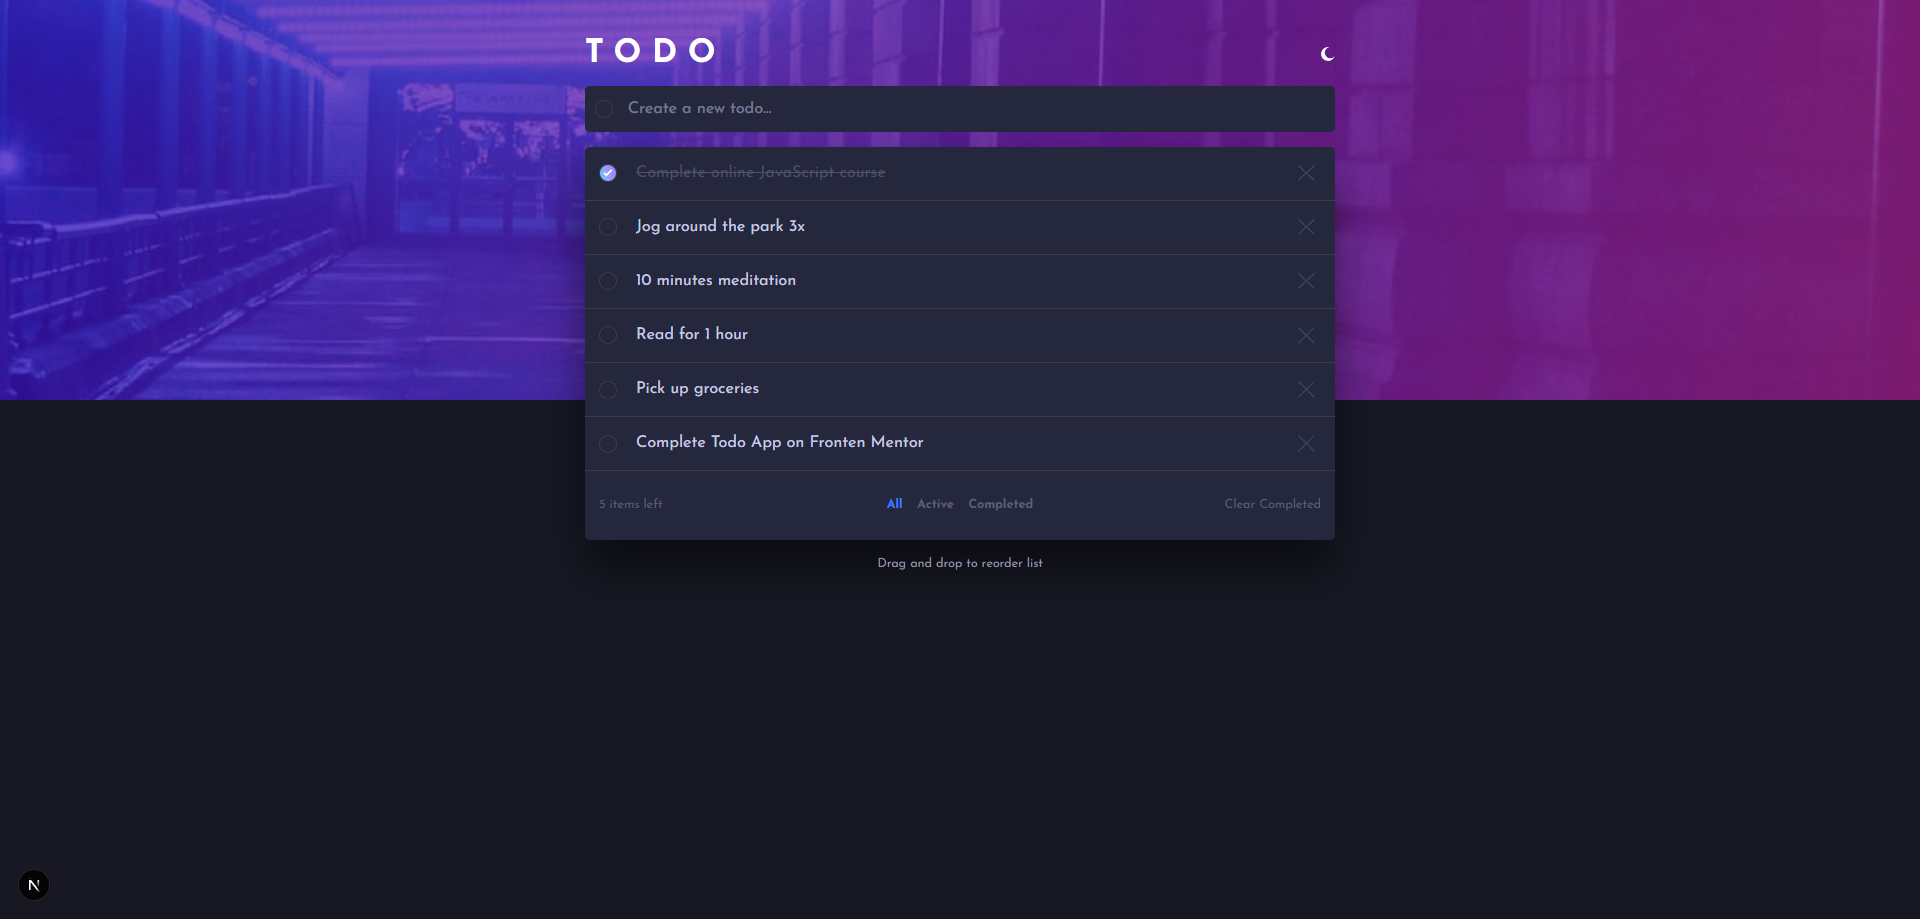 TODO
Create a new todo...
Complete online JavaScript course
Jog around the park 3x
10 minutes meditation
Read for 1 hour
Pick up groceries
Complete Todo App on Fronten Mentor
5 items left All Active Completed Clear Completed
Drag and drop to reorder list
N